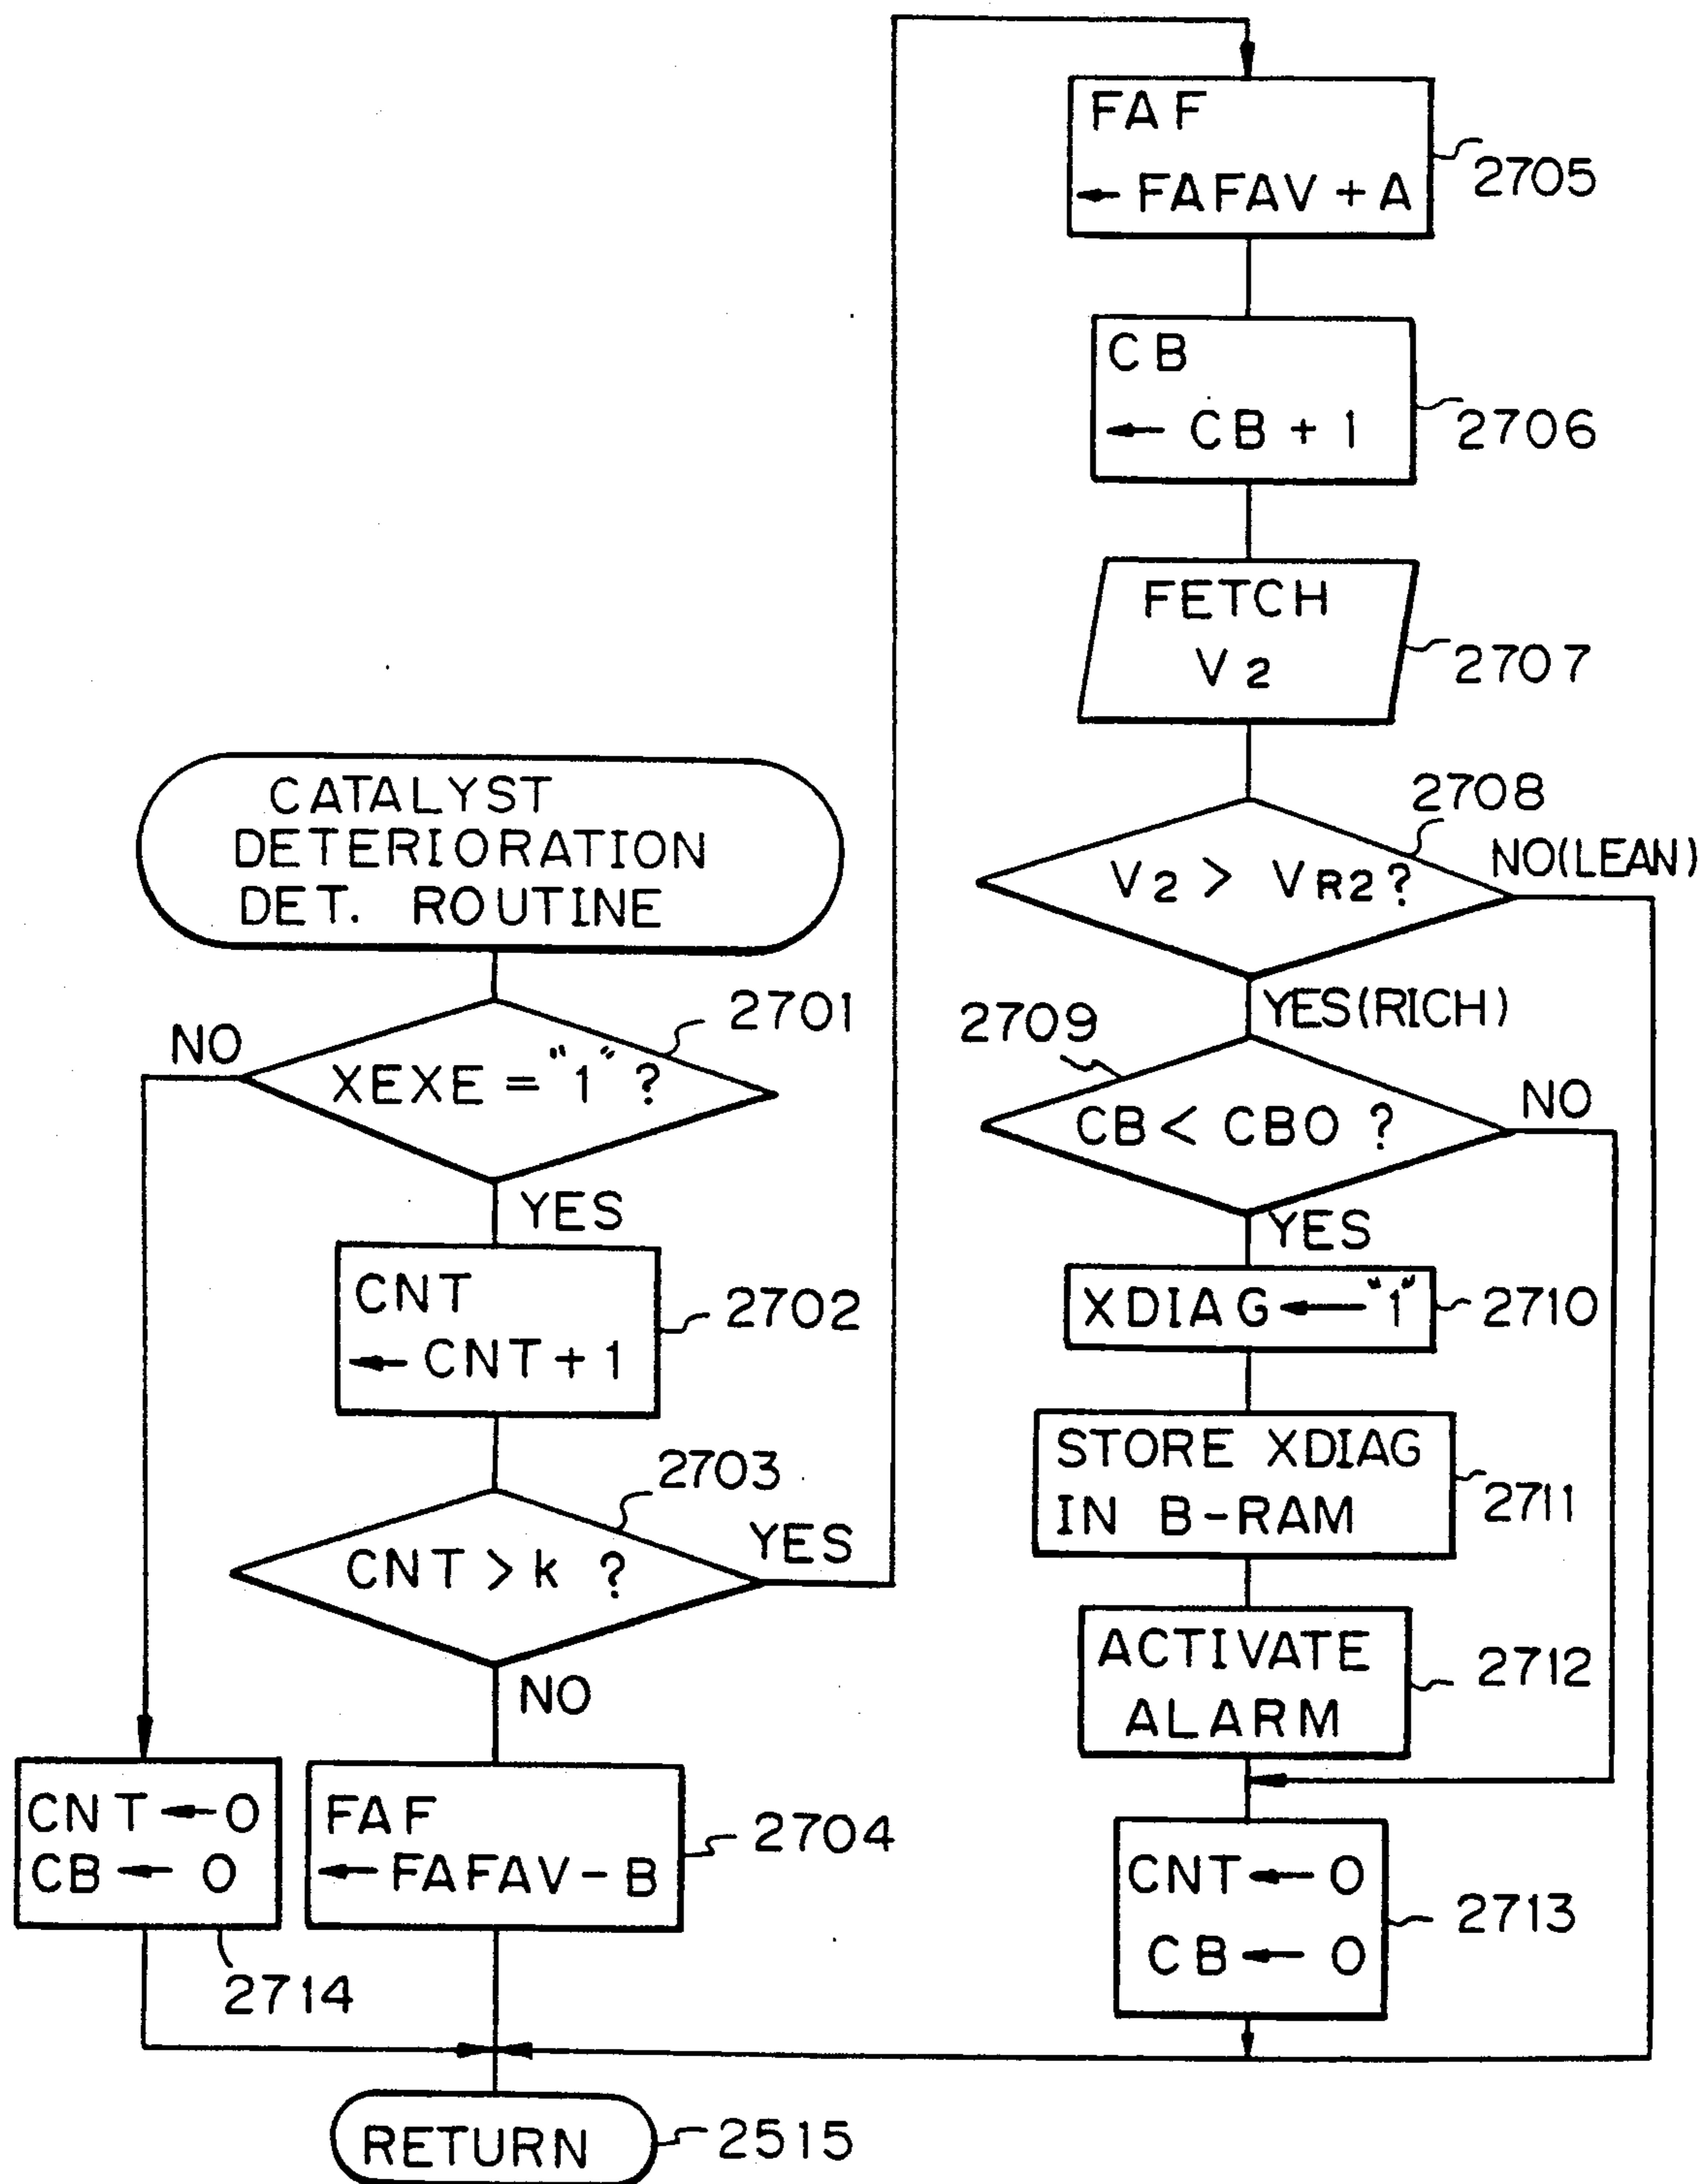 CATALYST
DETERIORATION
DET. ROUTINE
2701
NO
XEXE = "1" ?
YES
CNT
← CNT + 1
2702
2703
CNT > k ?
YES
NO
CNT ← 0
CB ← 0
2714
FAF
← FAFAV - B
2704
RETURN
2515
FAF
← FAFAV + A
2705
CB
← CB + 1
2706
FETCH
V2
2707
2708
V2 > VR2 ?
NO(LEAN)
YES(RICH)
2709
CB < CBO ?
NO
YES
XDIAG ← "1"
2710
STORE XDIAG
IN B-RAM
2711
ACTIVATE
ALARM
2712
CNT ← 0
CB ← 0
2713